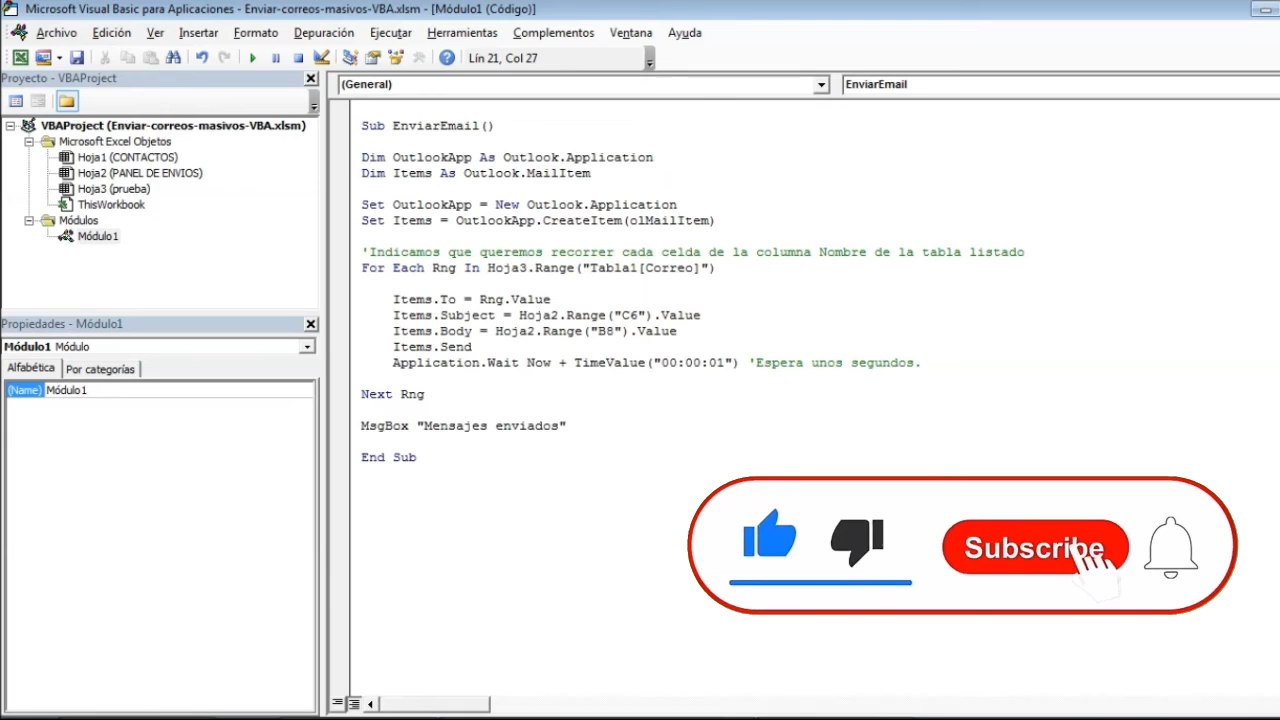 Microsoft Visual Basic para Aplicaciones - Enviar-correos-masivos-VBA.xlsm - [Módulo1 (Código)]
Archivo Edición Ver Insertar Formato Depuración Ejecutar Herramientas Complementos Ventana Ayuda
Lín 21, Col 27
Proyecto - VBAProject
VBAProject (Enviar-correos-masivos-VBA.xlsm)
Microsoft Excel Objetos
Hoja1 (CONTACTOS)
Hoja2 (PANEL DE ENVIOS)
Hoja3 (prueba)
ThisWorkbook
Módulos
Módulo1
Propiedades - Módulo1
Módulo1 Módulo
Alfabética Por categorías
(Name) Módulo1
(General) EnviarEmail
Sub EnviarEmail()
Dim OutlookApp As Outlook.Application
Dim Items As Outlook.MailItem
Set OutlookApp = New Outlook.Application
Set Items = OutlookApp.CreateItem(olMailItem)
'Indicamos que queremos recorrer cada celda de la columna Nombre de la tabla listado
For Each Rng In Hoja3.Range("Tabla1[Correo]")
Items.To = Rng.Value
Items.Subject = Hoja2.Range("C6").Value
Items.Body = Hoja2.Range("B8").Value
Items.Send
Application.Wait Now + TimeValue("00:00:01") 'Espera unos segundos.
Next Rng
MsgBox "Mensajes enviados"
End Sub
Subscribe